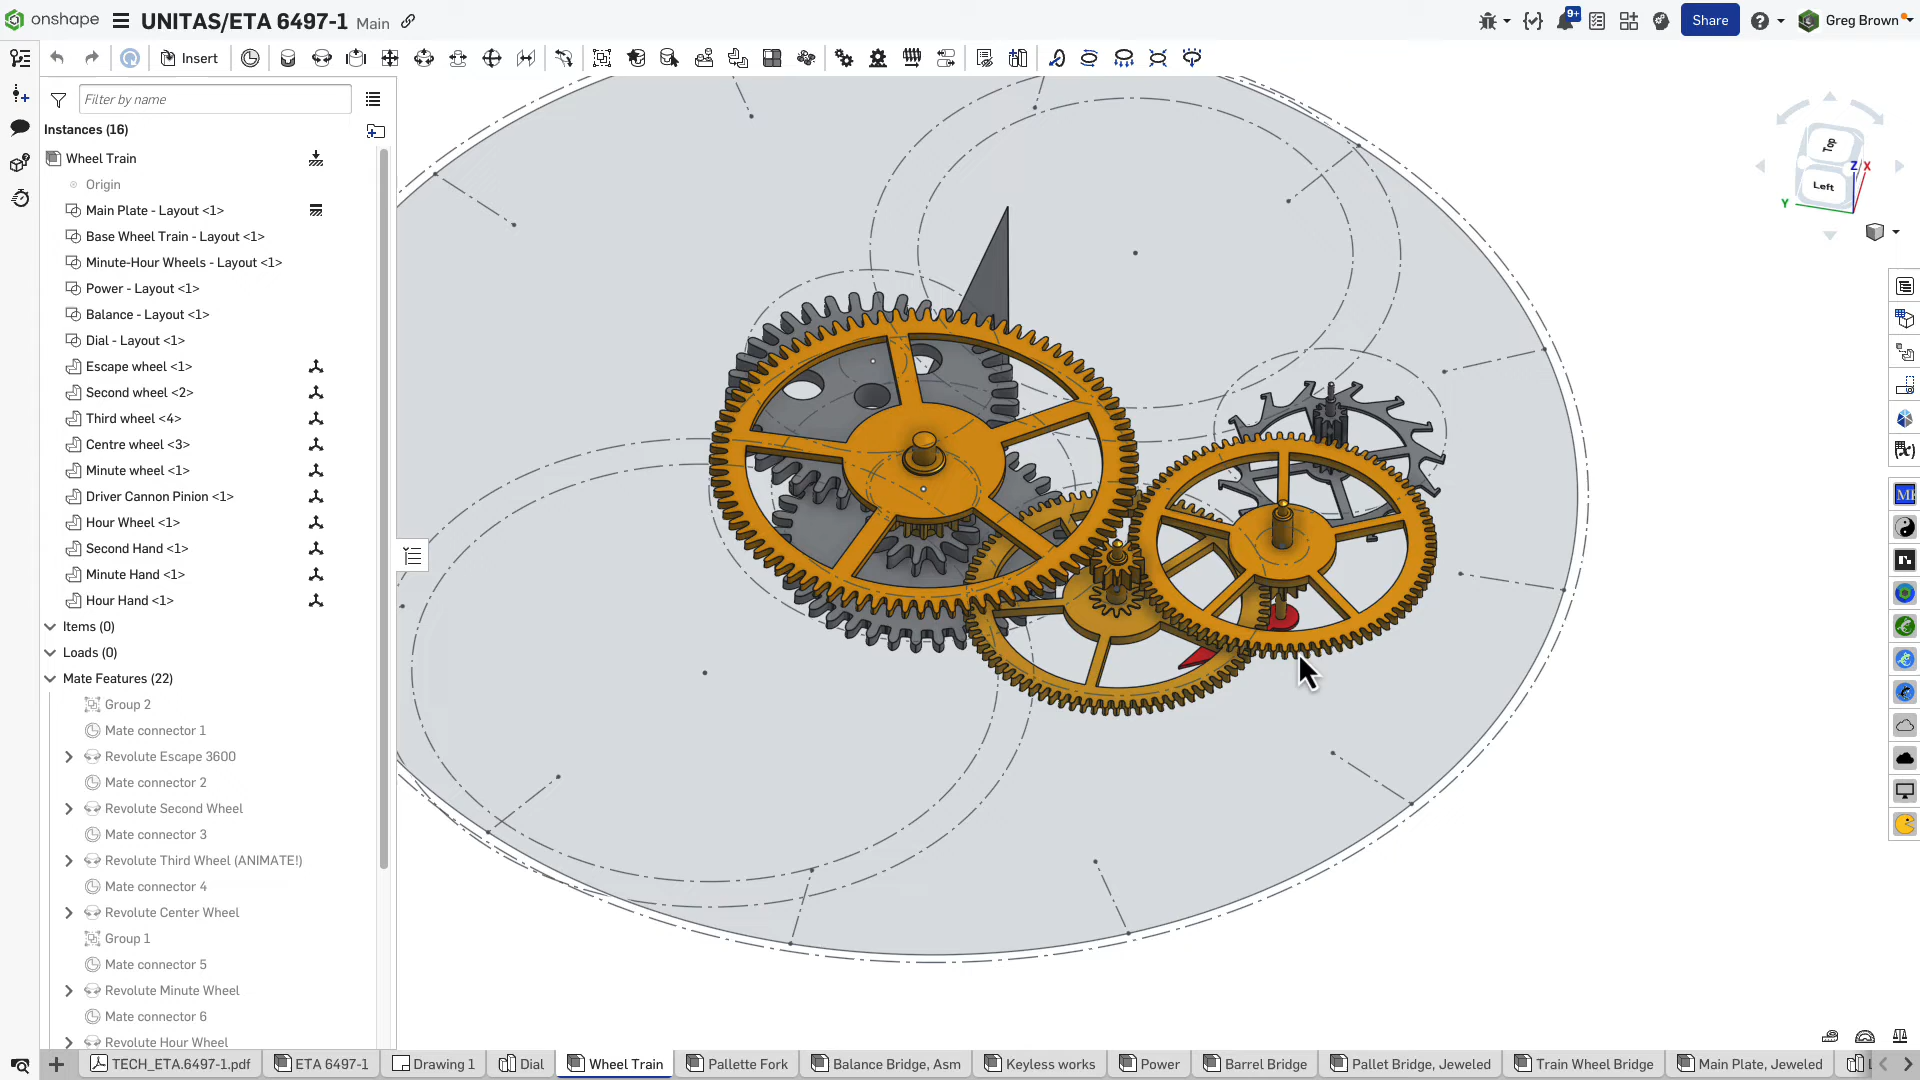 onshape UNITAS/ETA 6497-1 Main 9+ Share Greg Brown
Insert
Filter by name
Instances (16)
Wheel Train
Origin
Main Plate - Layout <1>
Base Wheel Train - Layout <1>
Minute-Hour Wheels - Layout <1>
Power - Layout <1>
Balance - Layout <1>
Dial - Layout <1>
Escape wheel <1>
Second wheel <2>
Third wheel <4>
Centre wheel <3>
Minute wheel <1>
Driver Cannon Pinion <1>
Hour Wheel <1>
Second Hand <1>
Minute Hand <1>
Hour Hand <1>
Items (0)
Loads (0)
Mate Features (22)
Group 2
Mate connector 1
Revolute Escape 3600
Mate connector 2
Revolute Second Wheel
Mate connector 3
Revolute Third Wheel (ANIMATE!)
Mate connector 4
Revolute Center Wheel
Group 1
Mate connector 5
Revolute Minute Wheel
Mate connector 6
Revolute Hour Wheel
Top
Left
Z
X
Y
(x)
TECH_ETA.6497-1.pdf ETA 6497-1 Drawing 1 Dial Wheel Train Pallette Fork Balance Bridge, Asm Keyless works Power Barrel Bridge Pallet Bridge, Jeweled Train Wheel Bridge Main Plate, Jeweled